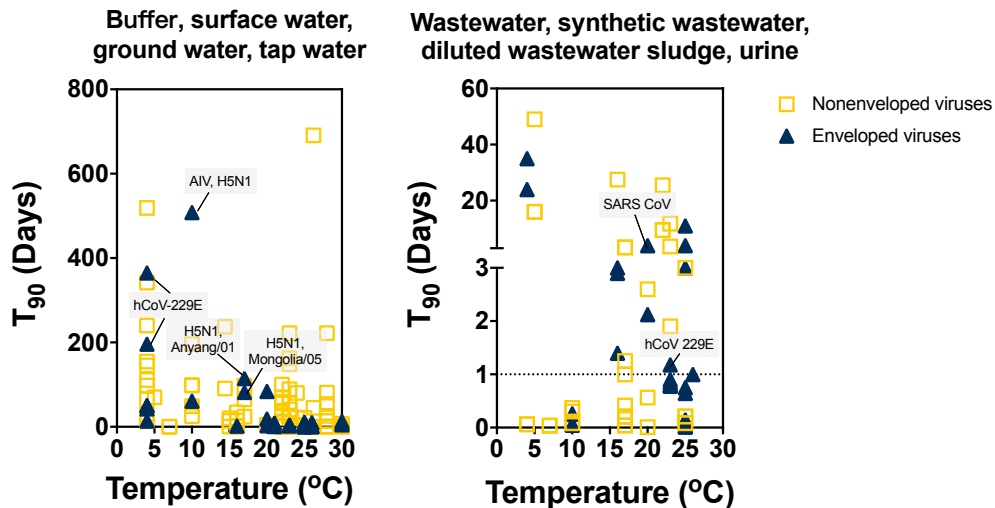 Buffer, surface water,
ground water, tap water
800
600
400
200
0
T90 (Days)
AIV, H5N1
hCoV-229E
H5N1,
Anyang/01
H5N1,
Mongolia/05
0 5 10 15 20 25 30
Temperature (ºC)
Wastewater, synthetic wastewater,
diluted wastewater sludge, urine
60
40
20
3
2
1
0
T90 (Days)
SARS CoV
hCoV 229E
0 5 10 15 20 25 30
Temperature (ºC)
Nonenveloped viruses
Enveloped viruses